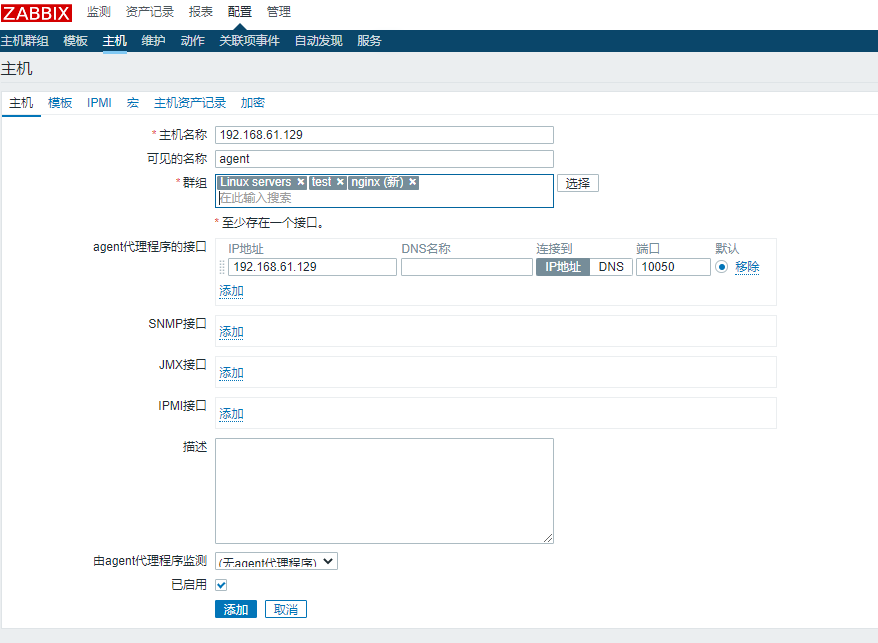 ZABBIX 监测 资产记录 报表 配置 管理
主机群组 模板 主机 维护 动作 关联项事件 自动发现 服务
主机
主机 模板 IPMI 宏 主机资产记录 加密
* 主机名称 192.168.61.129
可见的名称 agent
* 群组 Linux servers × test × nginx (新) × 选择
在此输入搜索
* 至少存在一个接口。
agent代理程序的接口 IP地址 DNS名称 连接到 端口 默认
192.168.61.129 IP地址 DNS 10050 移除
添加
SNMP接口 添加
JMX接口 添加
IPMI接口 添加
描述
由agent代理程序监测 (无agent代理程序)
已启用
添加 取消